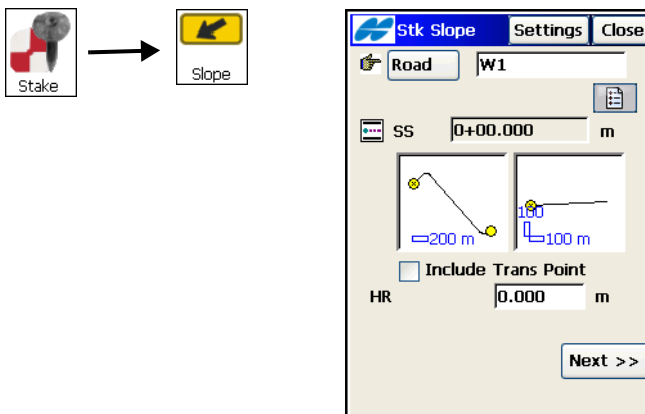 Stake
Slope
Stk Slope Settings Close
Road W1
SS 0+00.000 m
200 m
100
100 m
Include Trans Point
HR 0.000 m
Next >>